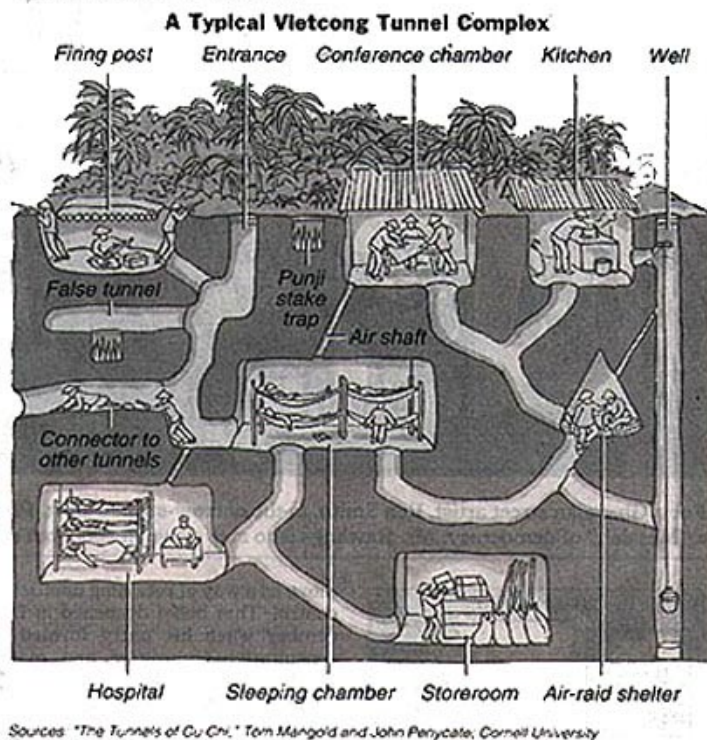 A Typical Vietcong Tunnel Complex
Firing post
Entrance
Conference chamber
Kitchen
Well
False tunnel
Punji
stake
trap
Air shaft
Connector to
other tunnels
Hospital
Sleeping chamber
Storeroom
Air-raid shelter
Sources: "The Tunnels of Cu Chi," Tom Mangold and John Penycate; Cornell University